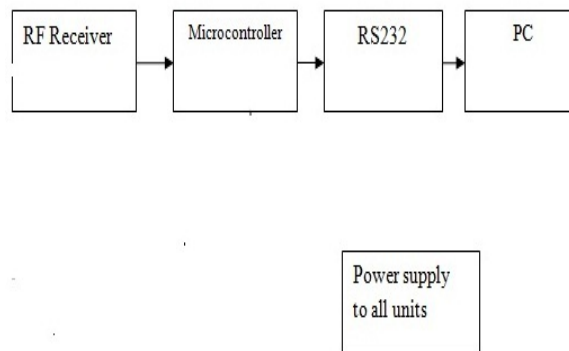 RF Receiver
Microcontroller
RS232
PC
Power supply
to all units